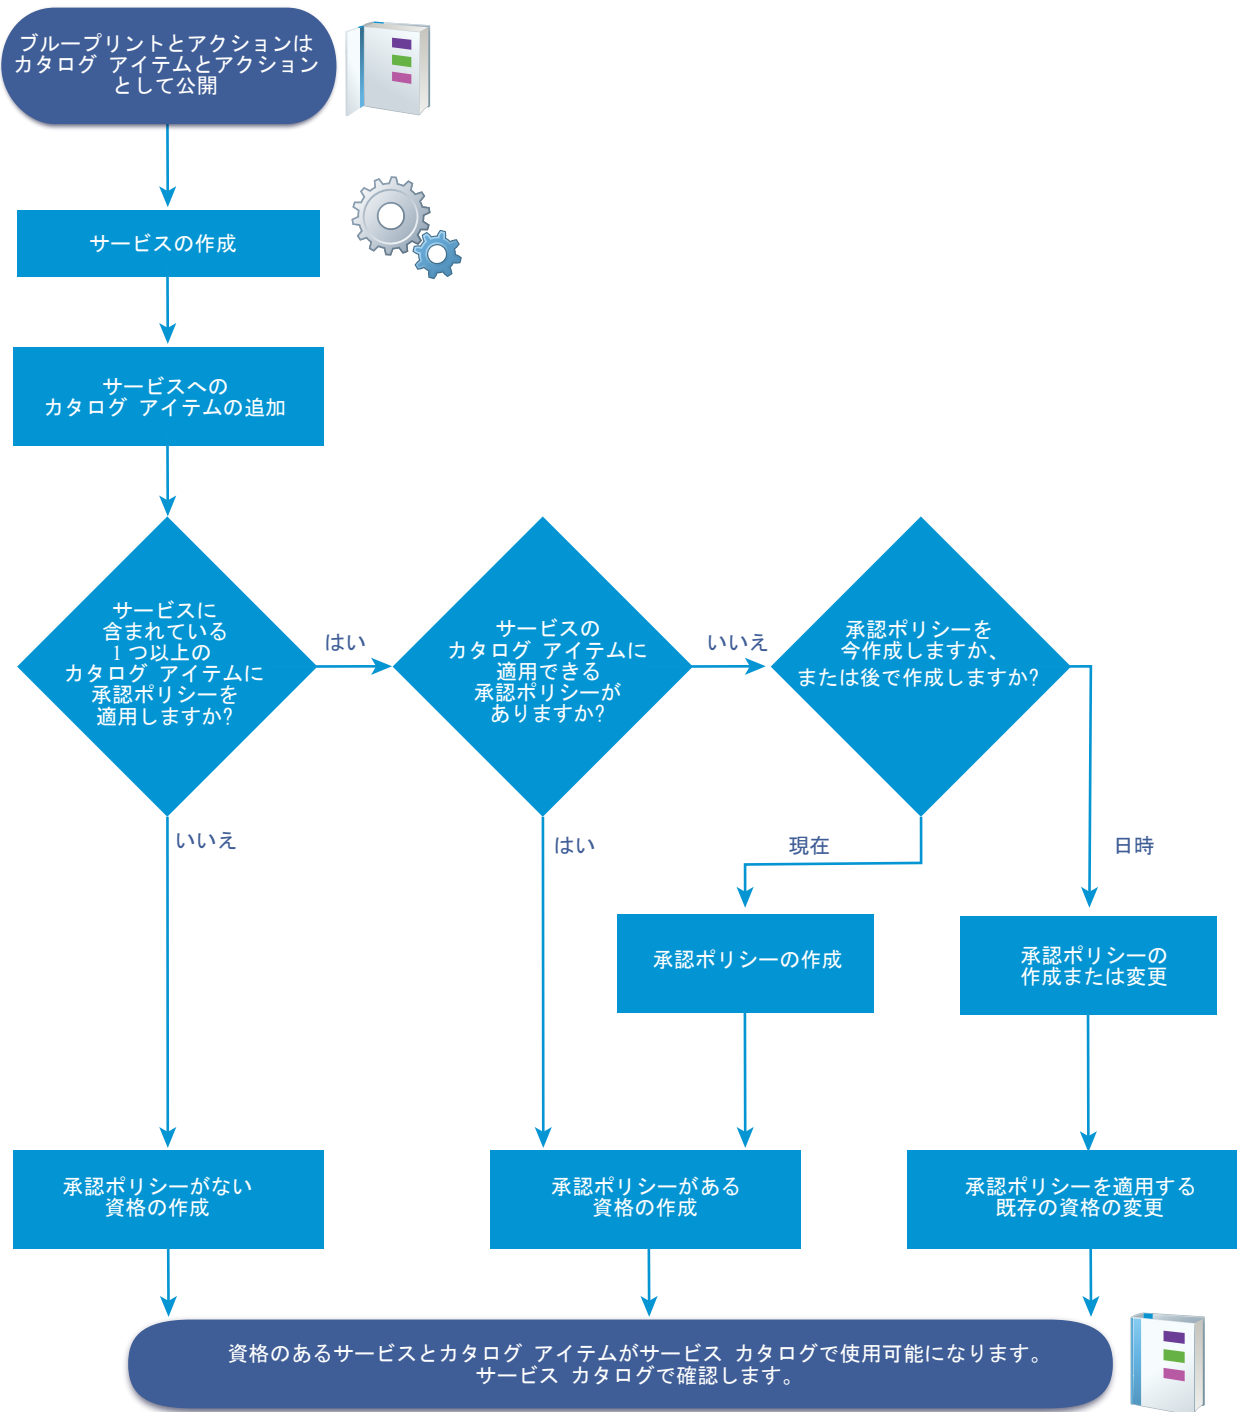 ブループリントとアクションは
カタログ アイテムとアクション
として公開
サービスの作成
サービスへの
カタログ アイテムの追加
サービスに
含まれている
1 つ以上の
カタログ アイテムに
承認ポリシーを
適用しますか?
はい
サービスの
カタログ アイテムに
適用できる
承認ポリシーが
ありますか?
いいえ
承認ポリシーを
今作成しますか、
または後で作成しますか?
いいえ
はい
現在
日時
承認ポリシーの作成
承認ポリシーの
作成または変更
承認ポリシーがない
資格の作成
承認ポリシーがある
資格の作成
承認ポリシーを適用する
既存の資格の変更
資格のあるサービスとカタログ アイテムがサービス カタログで使用可能になります。
サービス カタログで確認します。